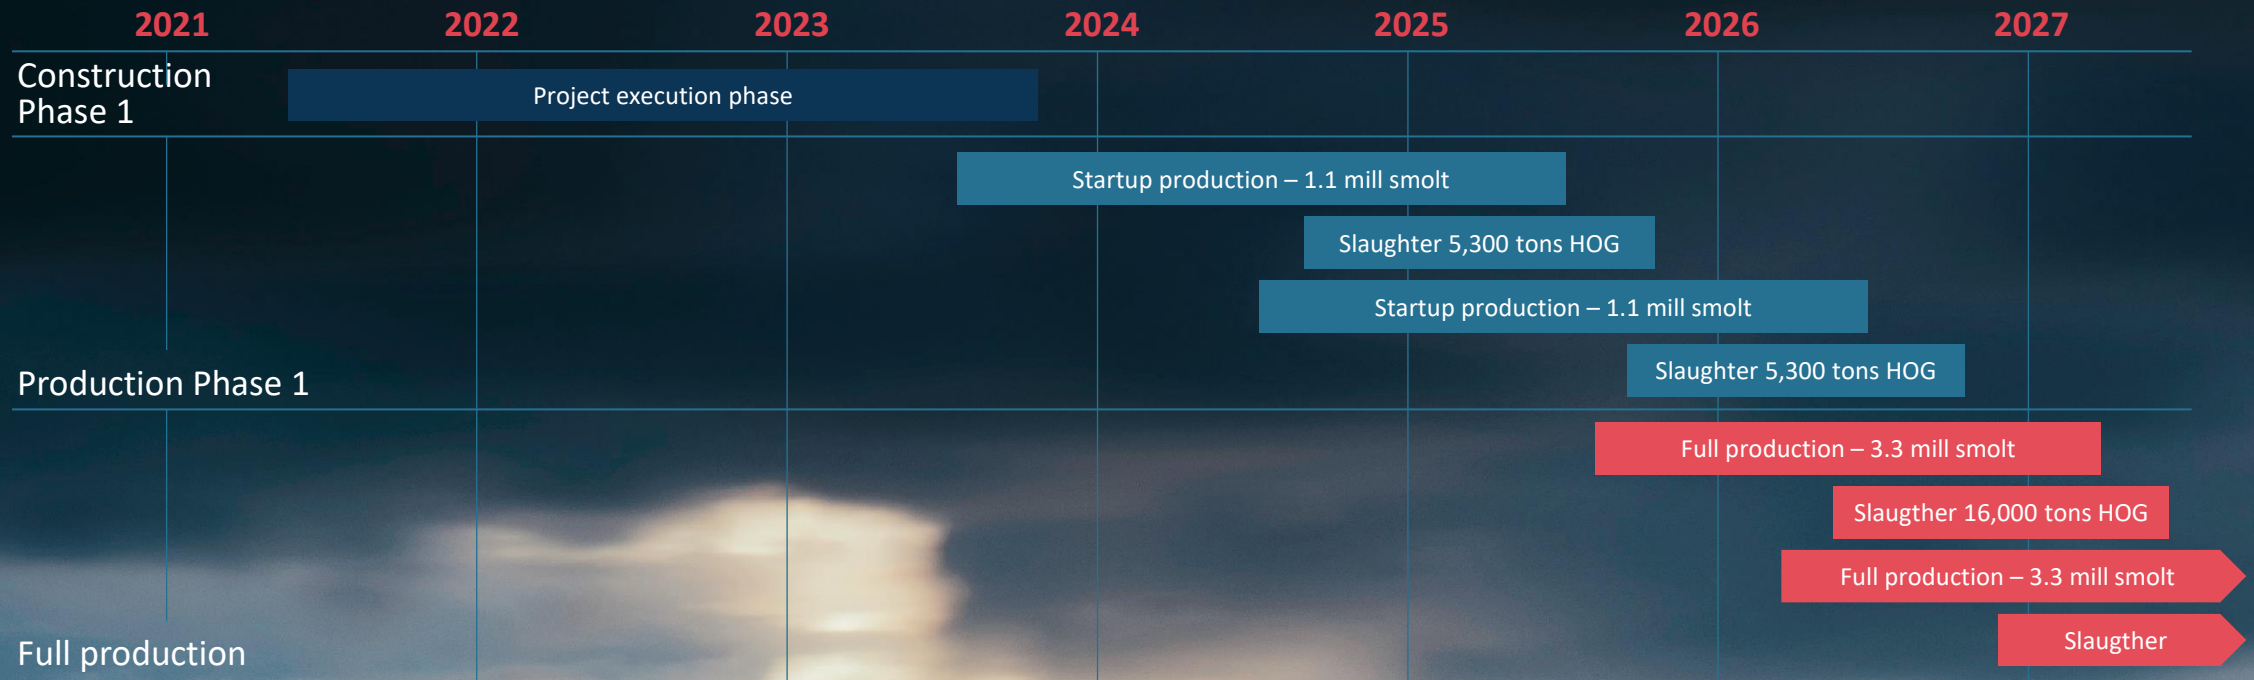 2021 2022 2023 2024 2025 2026 2027
Construction
Phase 1
Project execution phase
Startup production – 1.1 mill smolt
Slaughter 5,300 tons HOG
Startup production – 1.1 mill smolt
Slaughter 5,300 tons HOG
Production Phase 1
Full production – 3.3 mill smolt
Slaugther 16,000 tons HOG
Full production – 3.3 mill smolt
Slaugther
Full production